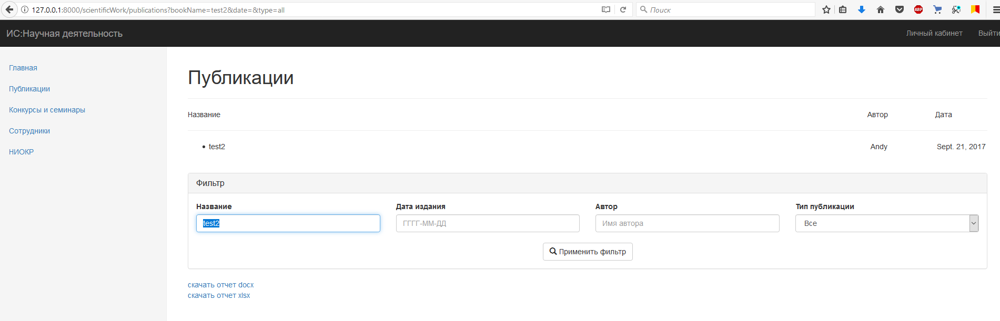 127.0.0.1:8000/scientificWork/publications?bookName=test2&date=&type=all
Поиск
ABP
ИС:Научная деятельность
Личный кабинет
Выйти
Главная
Публикации
Конкурсы и семинары
Сотрудники
НИОКР
Публикации
Название Автор Дата
• test2 Andy Sept. 21, 2017
Фильтр
Название Дата издания Автор Тип публикации
test2 ГГГГ-ММ-ДД Имя автора Все
Применить фильтр
скачать отчет docx
скачать отчет xlsx